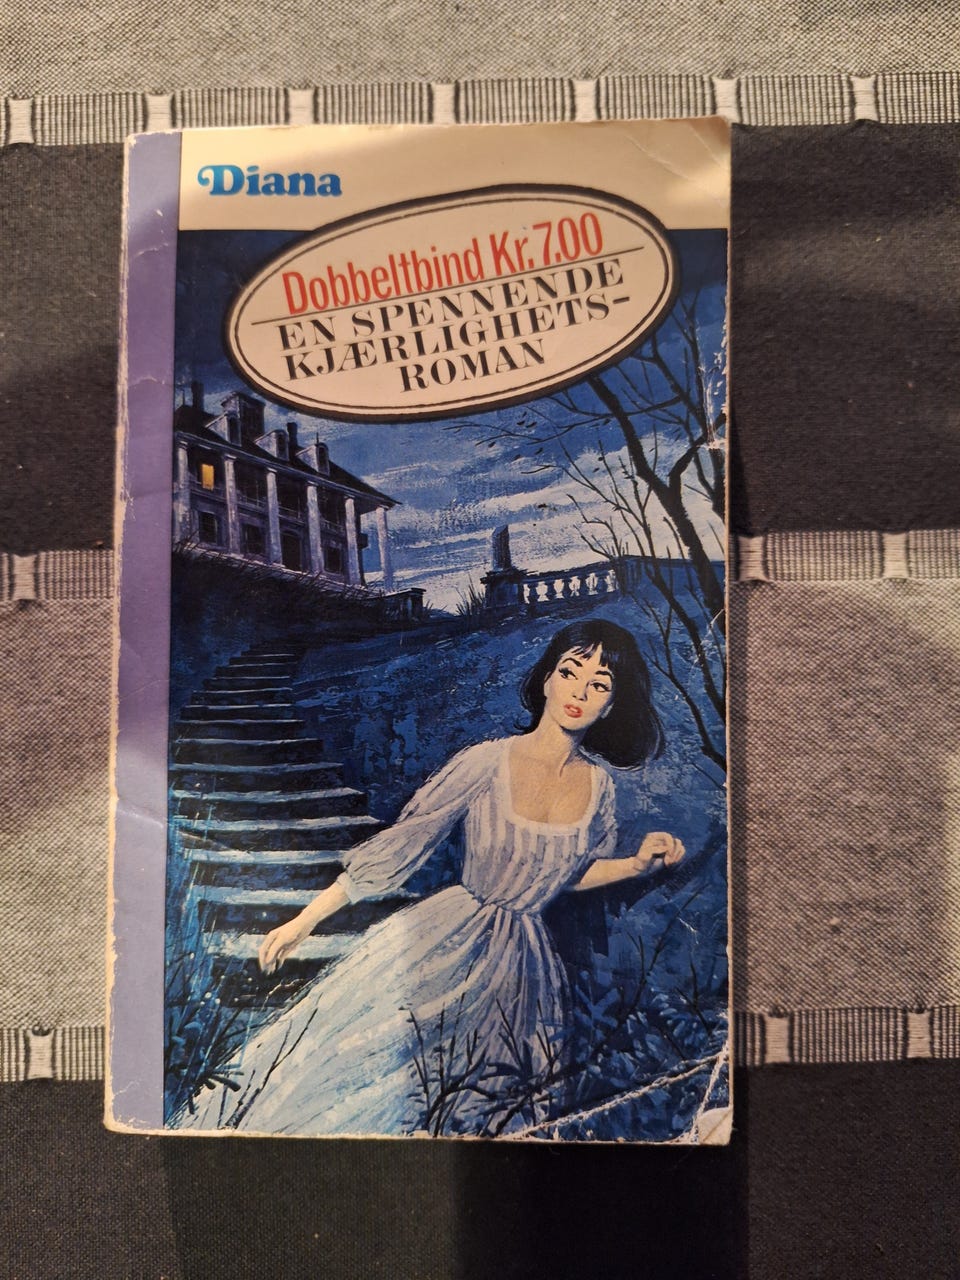 Diana
Dobbeltbind Kr. 7.00
EN SPENNENDE
KJÆRLIGHETS-
ROMAN